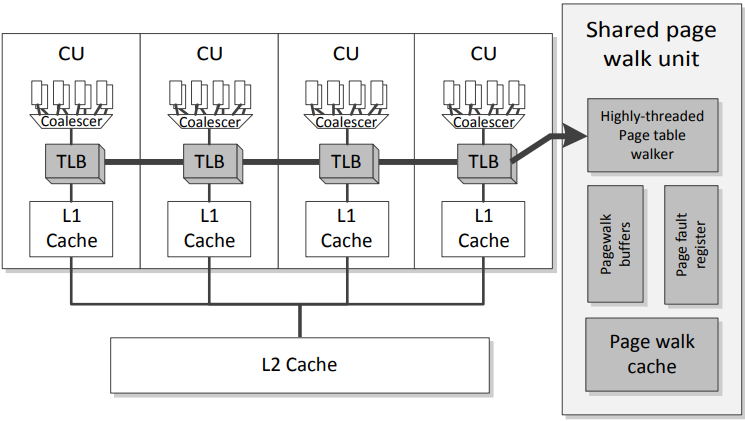 CU
CU
CU
CU
Coalescer
Coalescer
Coalescer
Coalescer
TLB
TLB
TLB
TLB
L1
Cache
L1
Cache
L1
Cache
L1
Cache
L2 Cache
Shared page
walk unit
Highly-threaded
Page table
walker
Pagewalk
buffers
Page fault
register
Page walk
cache